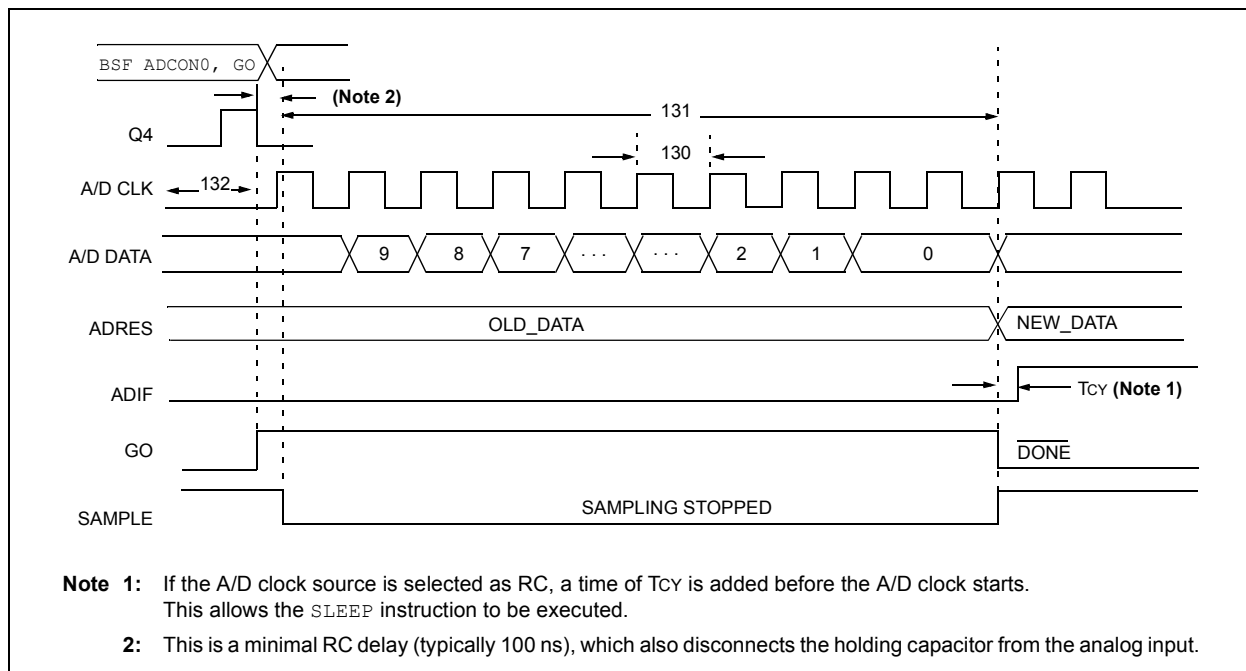 BSF ADCON0, GO
(Note 2)
131
Q4
130
A/D CLK
132
A/D DATA
9 8 7 . . . . . . 2 1 0
ADRES
OLD_DATA
NEW_DATA
ADIF
TCY (Note 1)
GO
DONE
SAMPLE
SAMPLING STOPPED
Note 1: If the A/D clock source is selected as RC, a time of TCY is added before the A/D clock starts.
This allows the SLEEP instruction to be executed.
2: This is a minimal RC delay (typically 100 ns), which also disconnects the holding capacitor from the analog input.